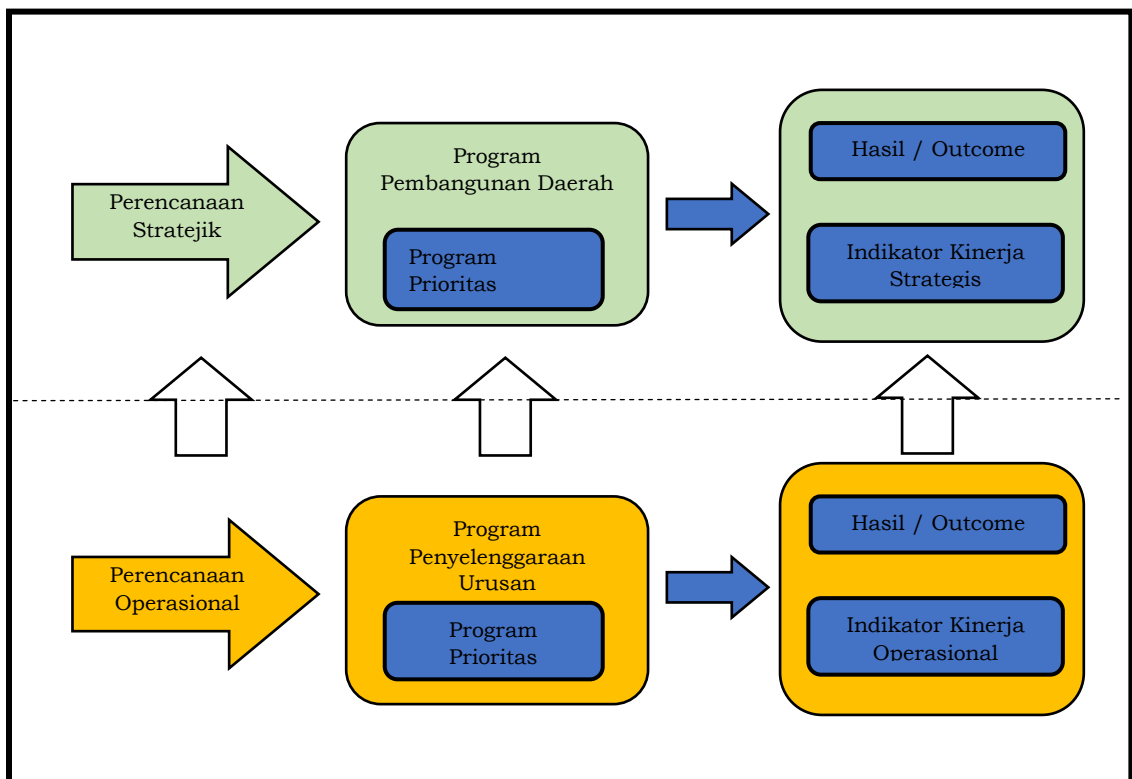 Perencanaan
Stratejik
Program
Pembangunan Daerah
Program
Prioritas
Hasil / Outcome
Indikator Kinerja
Strategis
Perencanaan
Operasional
Program
Penyelenggaraan
Urusan
Program
Prioritas
Hasil / Outcome
Indikator Kinerja
Operasional